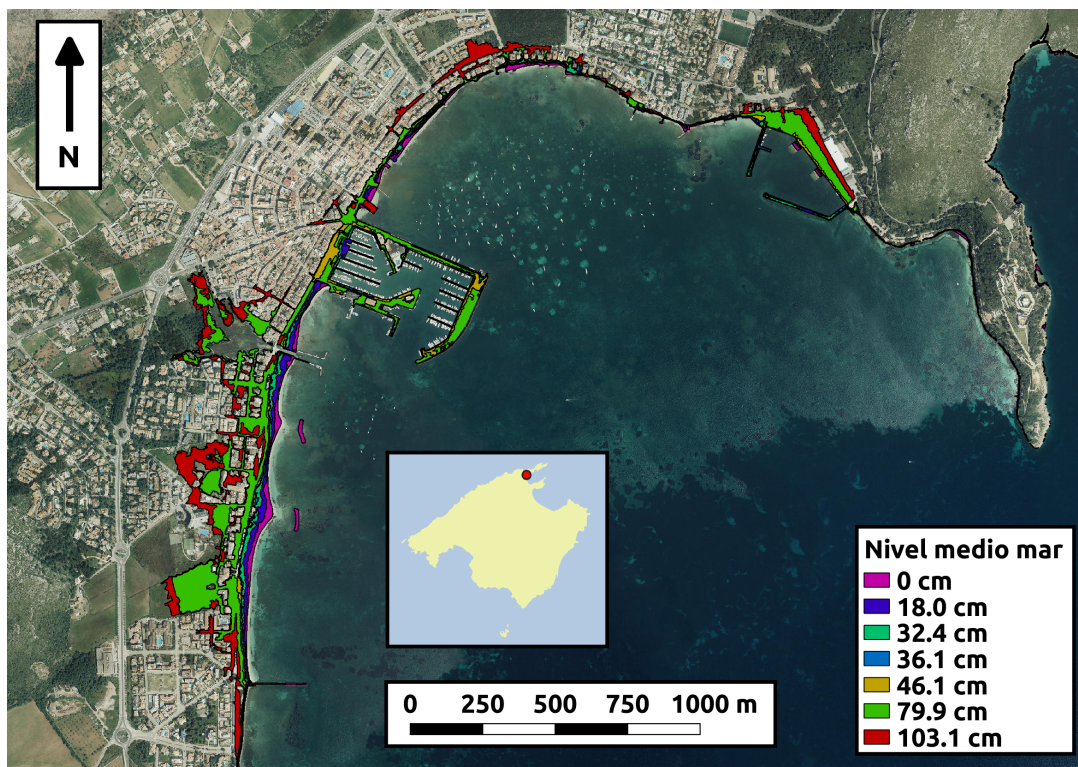 N
0 250 500 750 1000 m
Nivel medio mar
0 cm
18.0 cm
32.4 cm
36.1 cm
46.1 cm
79.9 cm
103.1 cm